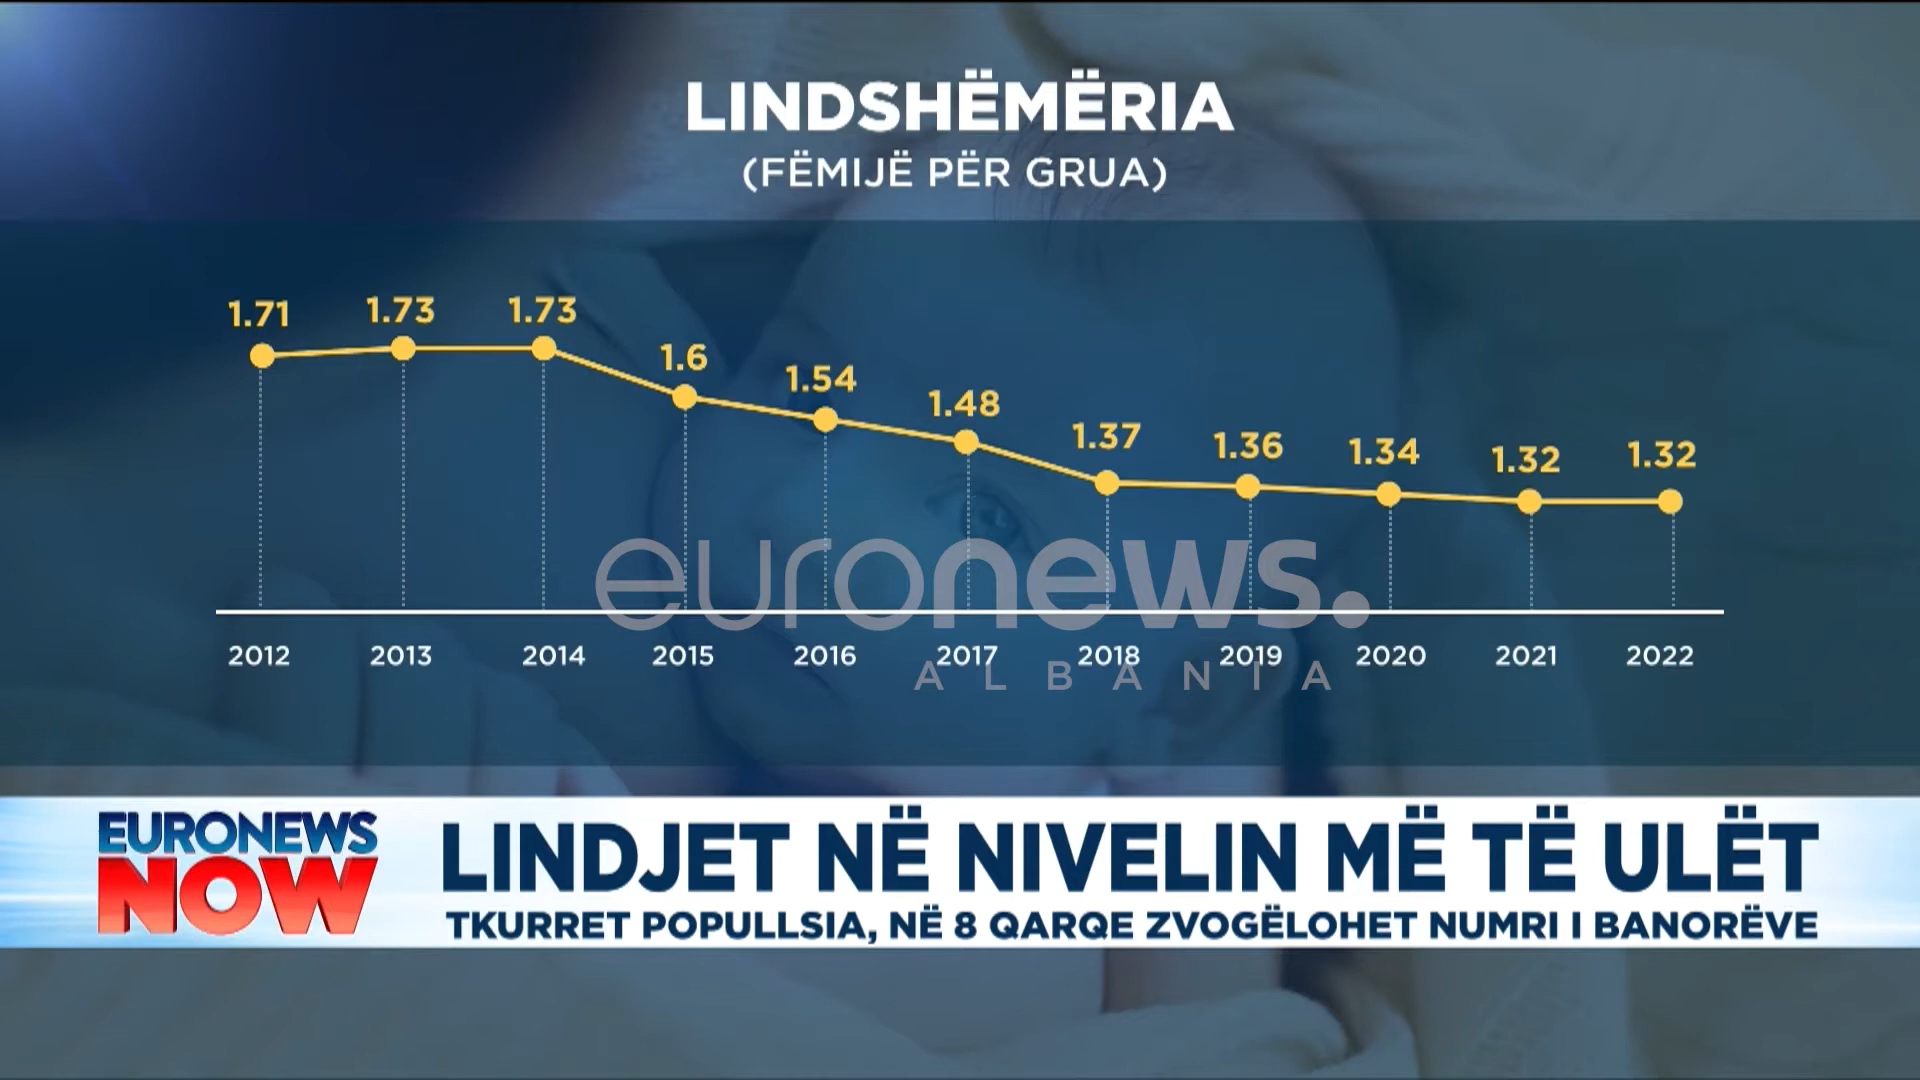 LINDSHËMËRIA
(FËMIJË PËR GRUA)
1.71 1.73 1.73 1.6 1.54 1.48 1.37 1.36 1.34 1.32 1.32
euronews.
2012 2013 2014 2015 2016 2017 2018 2019 2020 2021 2022
ALBANIA
EURONEWS
NOW
LINDJET NË NIVELIN MË TË ULËT
TKURRET POPULLSIA, NË 8 QARQE ZVOGËLOHET NUMRI I BANORËVE